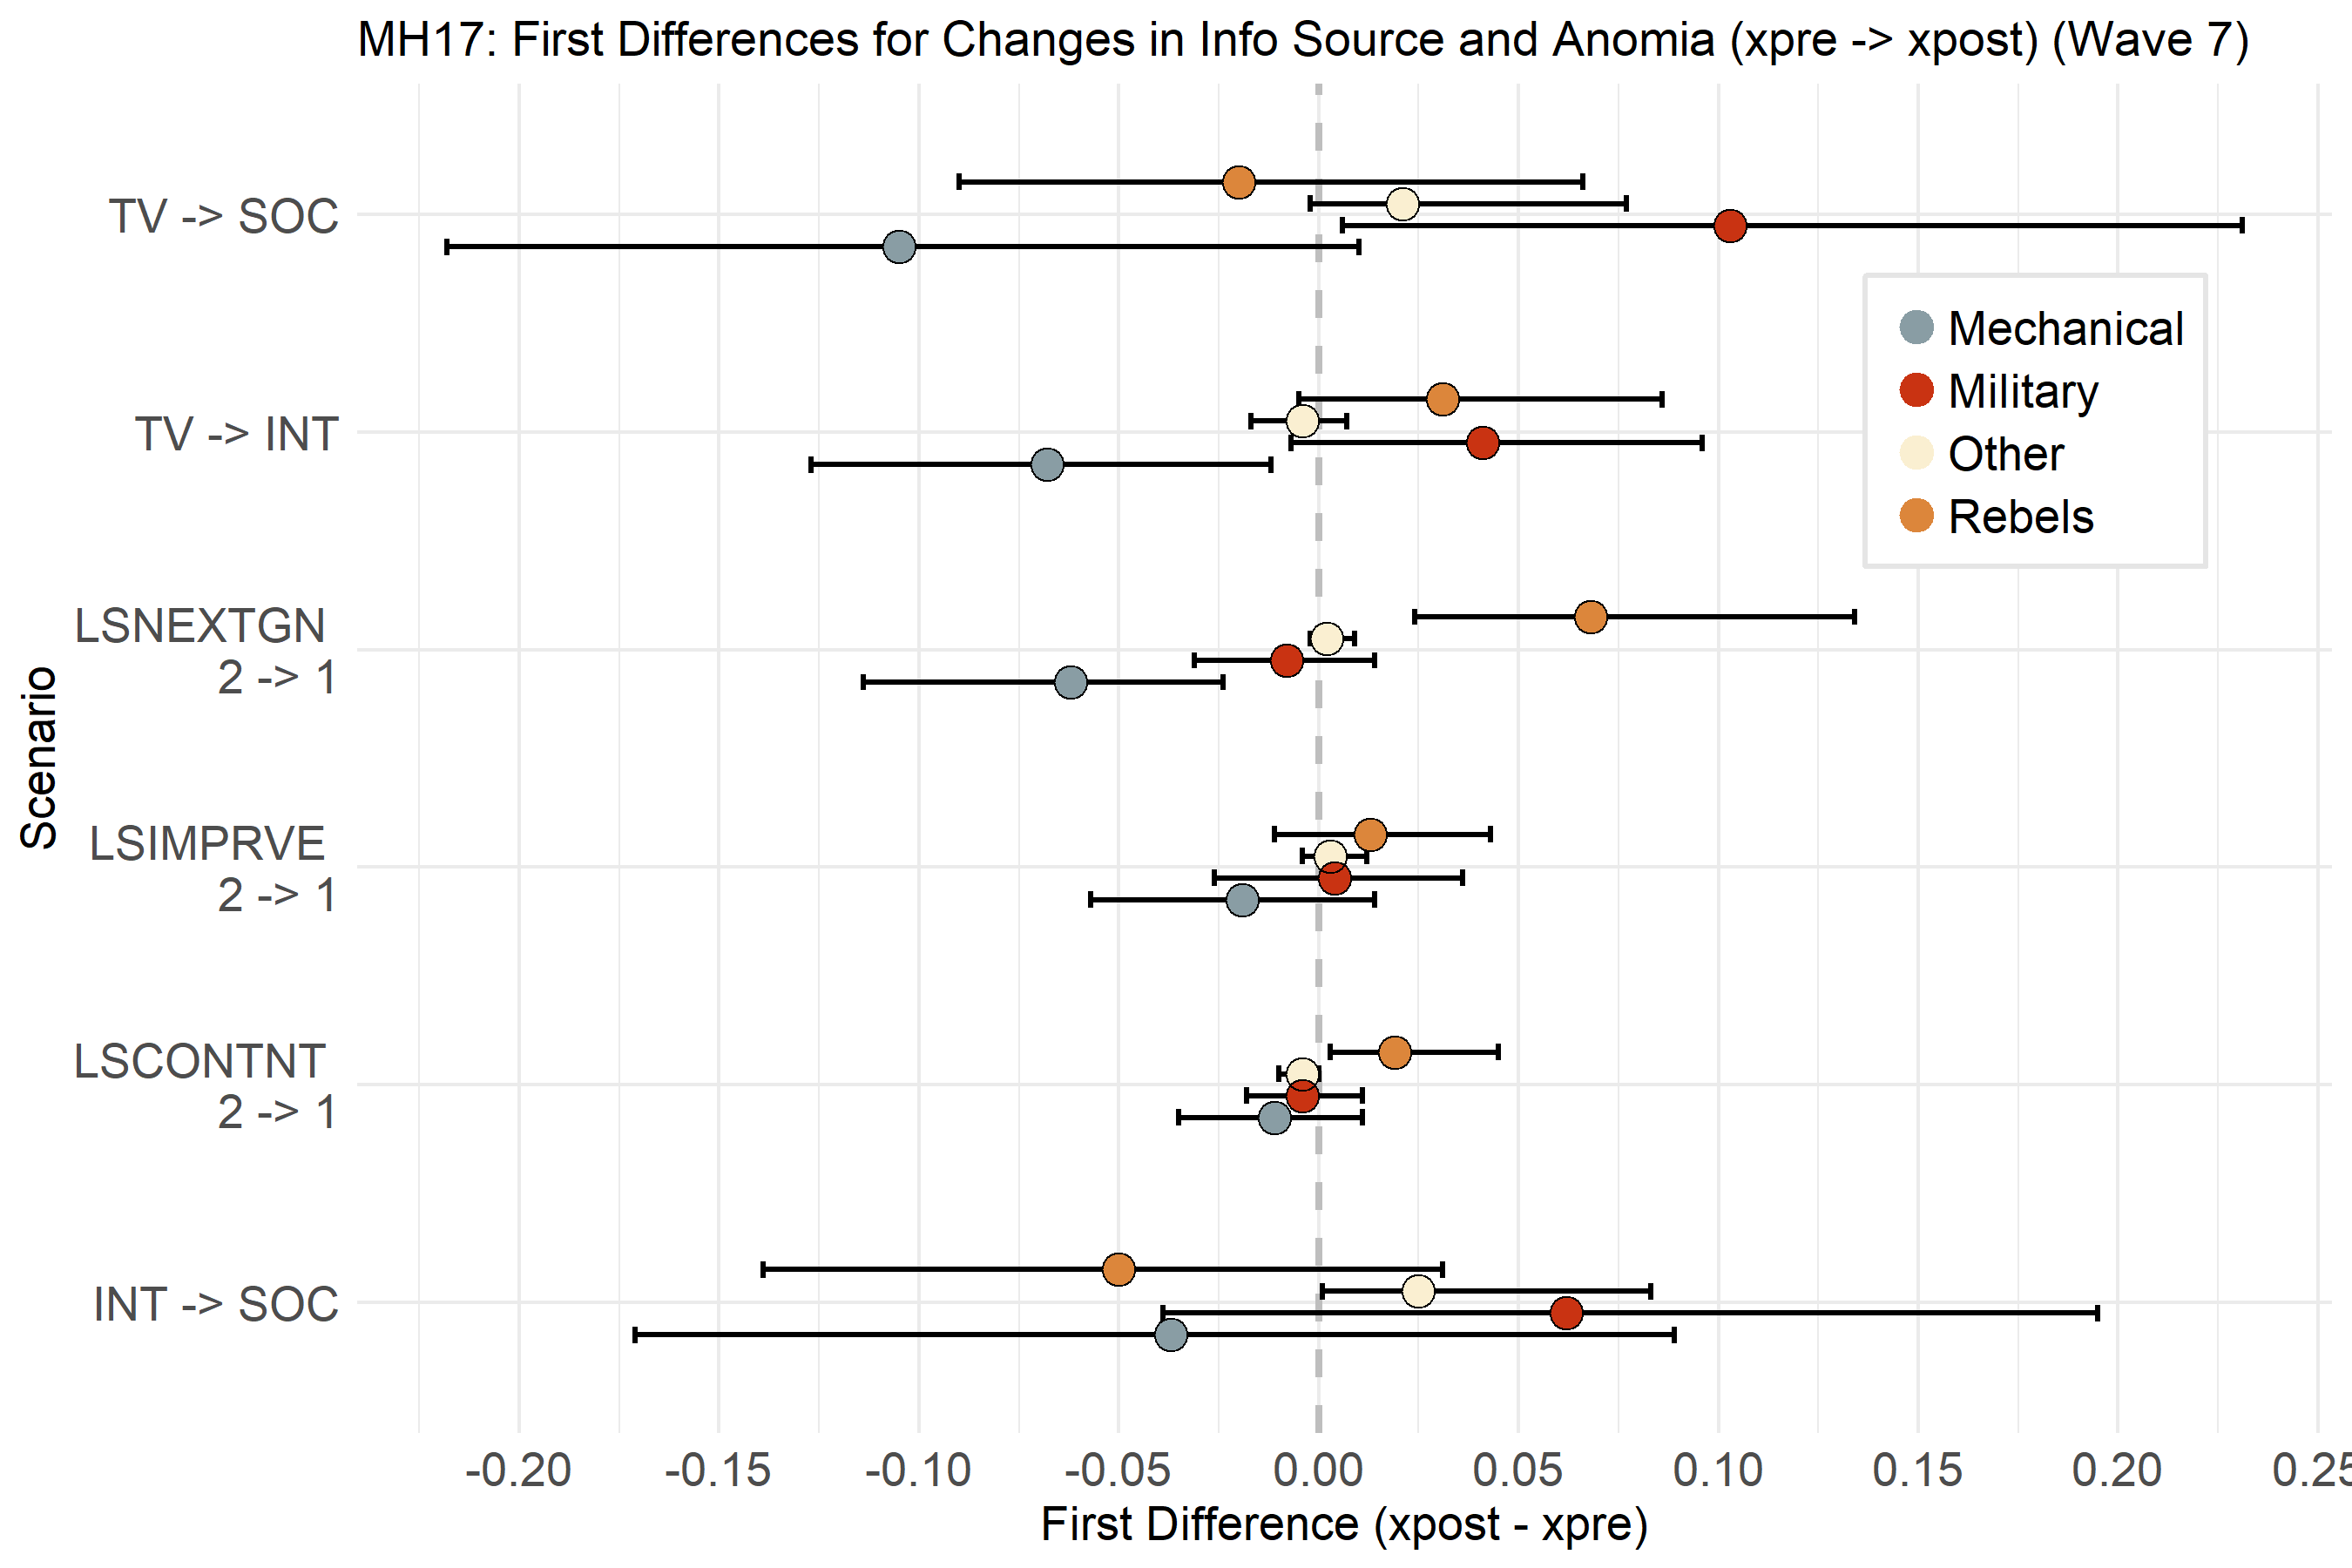 MH17: First Differences for Changes in Info Source and Anomia (xpre -> xpost) (Wave 7)
TV -> SOC
TV -> INT
LSNEXTGN
2 -> 1
LSIMPRVE
2 -> 1
LSCONTNT
2 -> 1
INT -> SOC
Scenario
Mechanical
Military
Other
Rebels
-0.20 -0.15 -0.10 -0.05 0.00 0.05 0.10 0.15 0.20 0.25
First Difference (xpost - xpre)